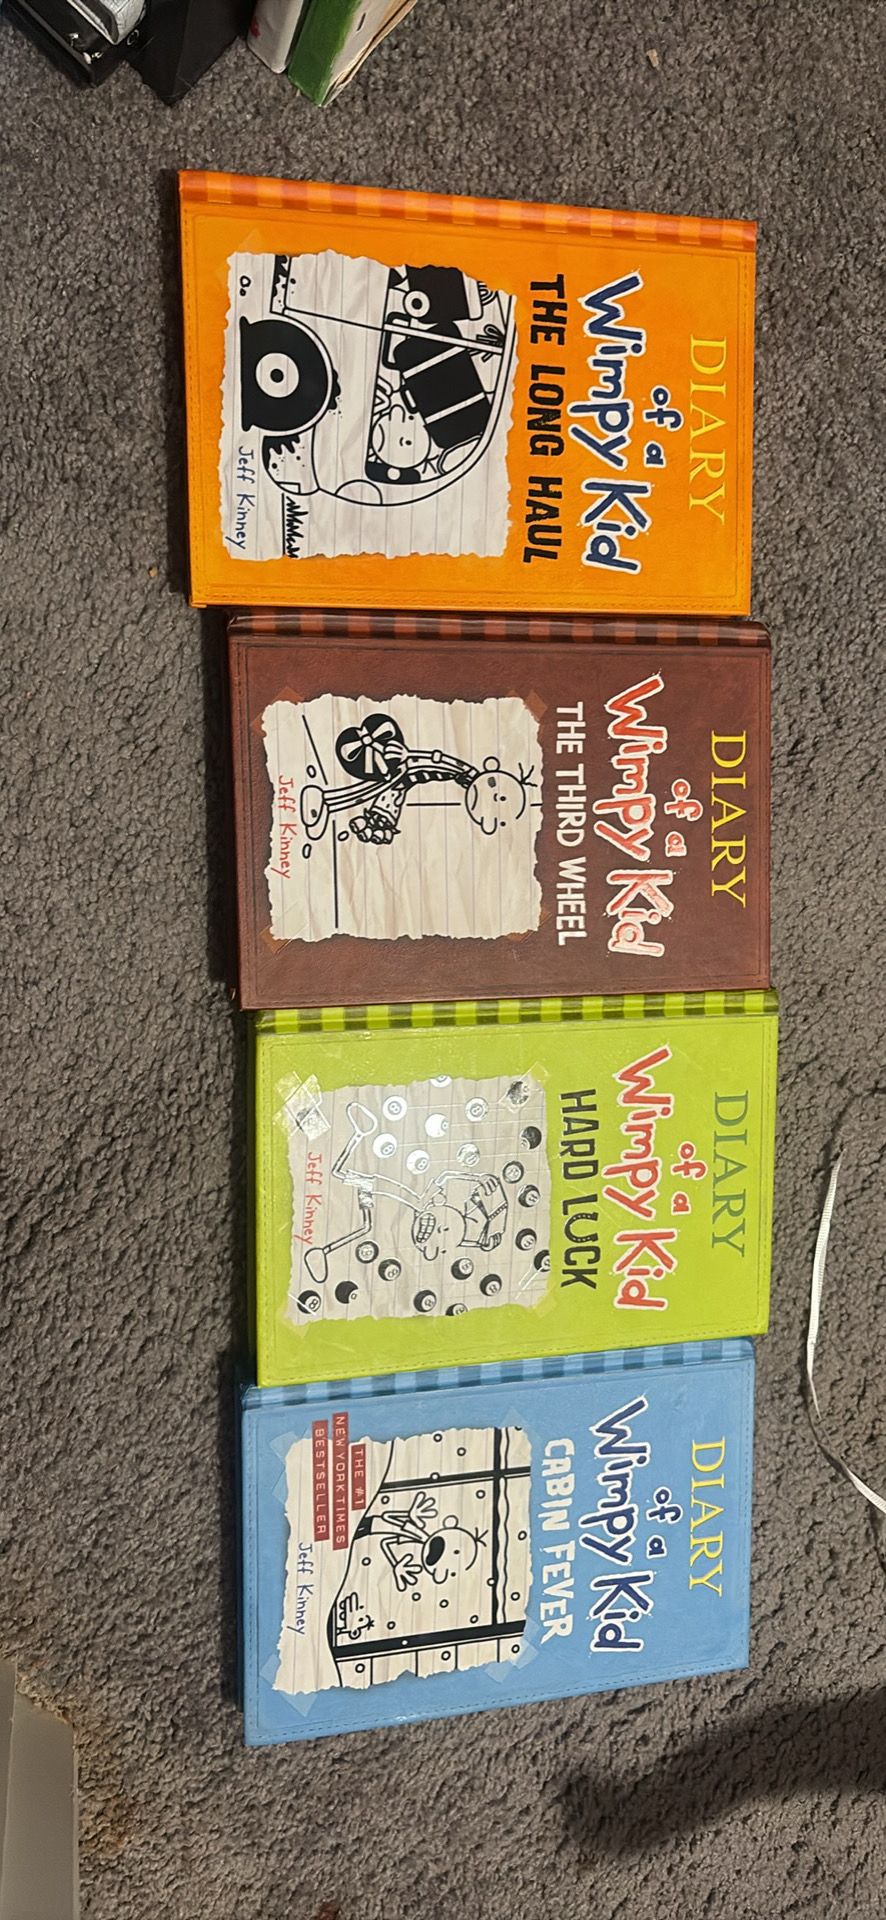 DIARY
of a
Wimpy Kid
THE LONG HAUL
Jeff Kinney
DIARY
of a
Wimpy Kid
THE THIRD WHEEL
Jeff Kinney
DIARY
of a
Wimpy Kid
HARD LUCK
Jeff Kinney
DIARY
of a
Wimpy Kid
CABIN FEVER
THE #1
NEW YORK TIMES
BESTSELLER
Jeff Kinney